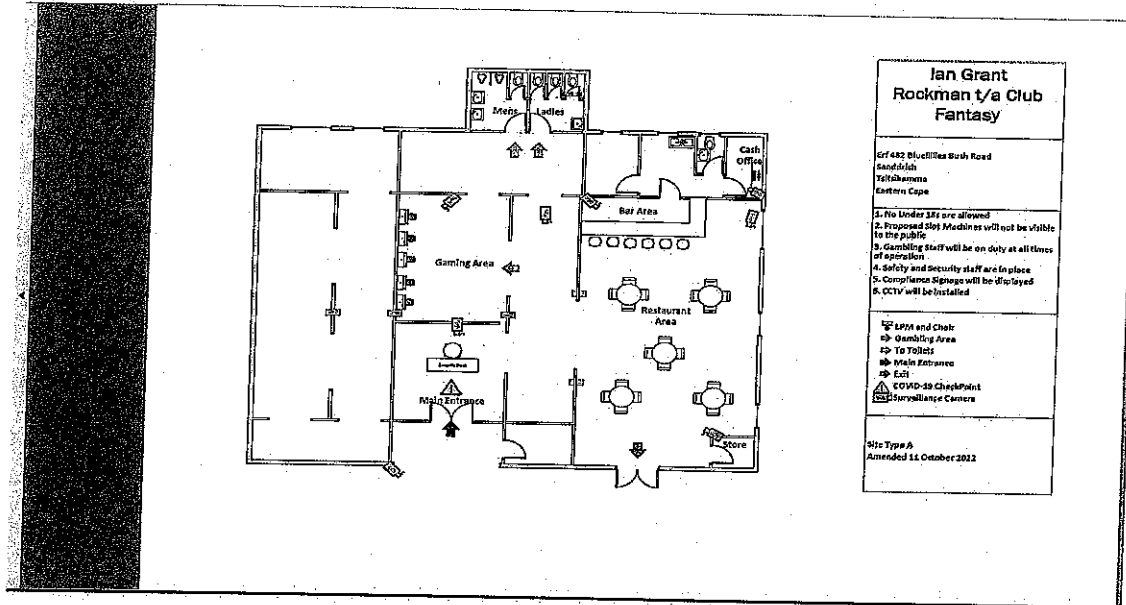 Mens
Ladies
Cash
Office
Bar Area
Gaming Area
Restaurant
Area
Main Entrance
Store
Ian Grant
Rockman t/a Club
Fantasy
Erf 482 Bluelilies Bush Road
Sanddrift
Tsitsikamma
Eastern Cape
1. No Under 18s are allowed
2. Proposed Slot Machines will not be visible
to the public
3. Gambling Staff will be on duty at all times
of operation
4. Safety and Security staff are in place
5. Compliance Signage will be displayed
6. CCTV will be installed
LPM and Chair
Gambling Area
To Toilets
Main Entrance
Exit
COVID-19 CheckPoint
Surveillance Camera
Site Type A
Amended 11 October 2022